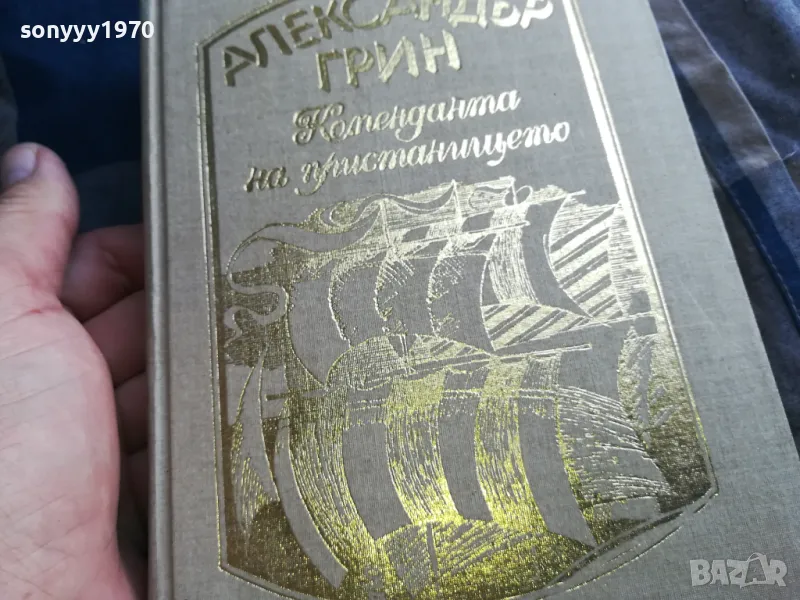 sonyyy1970
АЛЕКСАНДЪР
ГРИН
Коменданта
на пристанището
BAZAR